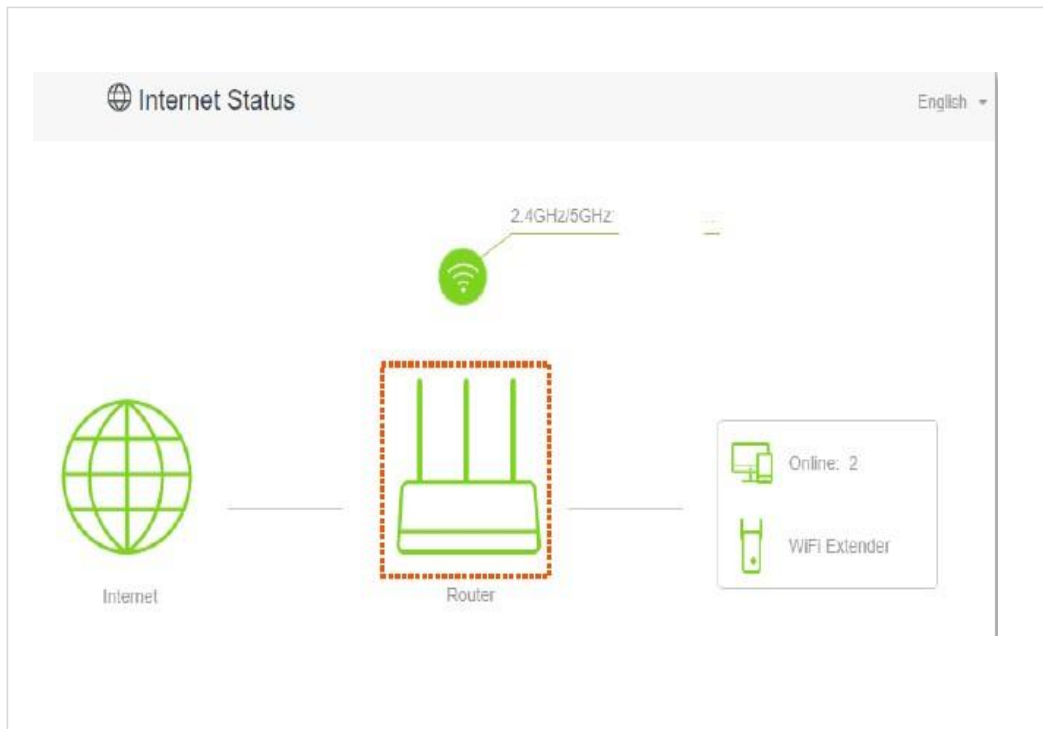 Internet Status
English
2.4GHz/5GHz:
Online: 2
WiFi Extender
Internet
Router